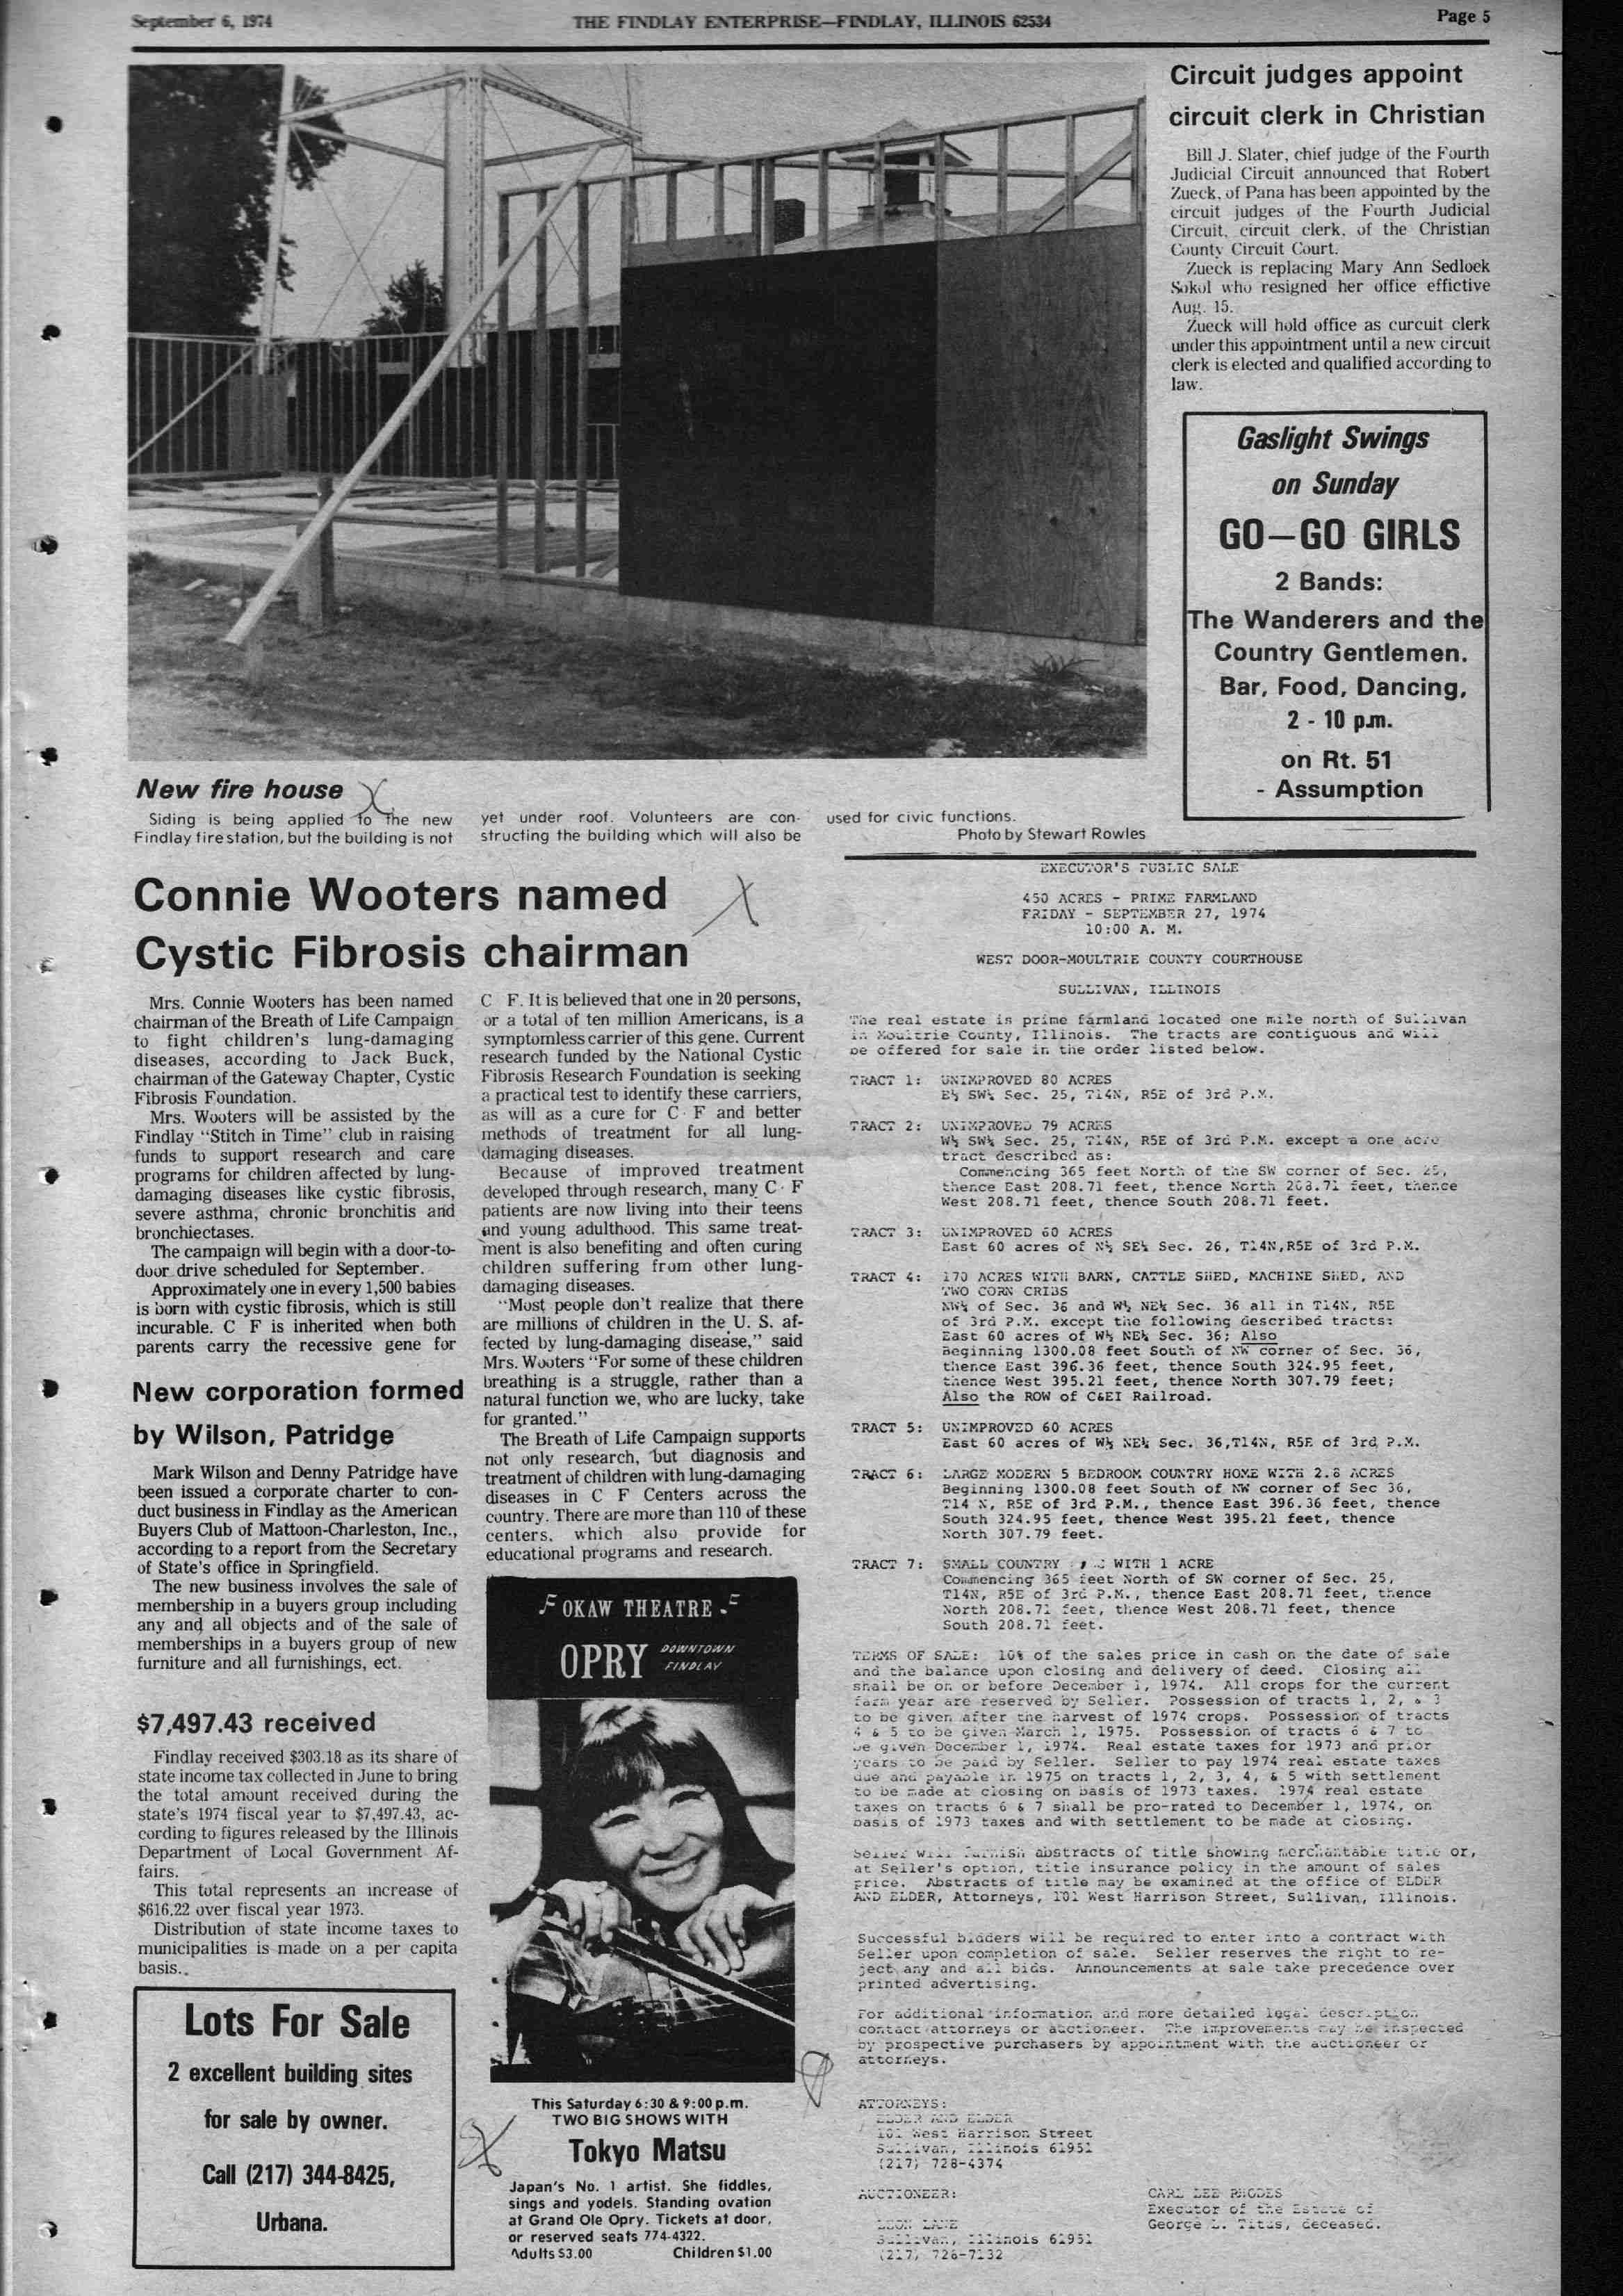 September 6, 1974
THE FINDLAY ENTERPRISE—FINDLAY, ILLINOIS 62534
Page 5
Circuit judges appoint
circuit clerk in Christian
Bill J. Slater, chief judge of the Fourth
Judicial Circuit announced that Robert
Zueck, of Pana has been appointed by the
circuit judges of the Fourth Judicial
Circuit, circuit clerk, of the Christian
County Circuit Court.
Zueck is replacing Mary Ann Sedlock
Sokol who resigned her office effictive
Aug. 15.
Zueck will hold office as curcuit clerk
under this appointment until a new circuit
clerk is elected and qualified according to
law.
Gaslight Swings
on Sunday
GO—GO GIRLS
2 Bands:
The Wanderers and the
Country Gentlemen.
Bar, Food, Dancing,
2 - 10 p.m.
on Rt. 51
- Assumption
New fire house
Siding is being applied to the new
Findlay fire station, but the building is not
yet under roof. Volunteers are con-
structing the building which will also be
used for civic functions.
Photo by Stewart Rowles
Connie Wooters named
Cystic Fibrosis chairman
Mrs. Connie Wooters has been named
chairman of the Breath of Life Campaign
to fight children's lung-damaging
diseases, according to Jack Buck,
chairman of the Gateway Chapter, Cystic
Fibrosis Foundation.
Mrs. Wooters will be assisted by the
Findlay "Stitch in Time" club in raising
funds to support research and care
programs for children affected by lung-
damaging diseases like cystic fibrosis,
severe asthma, chronic bronchitis and
bronchiectases.
The campaign will begin with a door-to-
door drive scheduled for September.
Approximately one in every 1,500 babies
is born with cystic fibrosis, which is still
incurable. C F is inherited when both
parents carry the recessive gene for
C F. It is believed that one in 20 persons,
or a total of ten million Americans, is a
symptomless carrier of this gene. Current
research funded by the National Cystic
Fibrosis Research Foundation is seeking
a practical test to identify these carriers,
as will as a cure for C F and better
methods of treatment for all lung-
damaging diseases.
Because of improved treatment
developed through research, many C F
patients are now living into their teens
and young adulthood. This same treat-
ment is also benefiting and often curing
children suffering from other lung-
damaging diseases.
"Most people don't realize that there
are millions of children in the U. S. af-
fected by lung-damaging disease," said
Mrs. Wooters "For some of these children
breathing is a struggle, rather than a
natural function we, who are lucky, take
for granted."
The Breath of Life Campaign supports
not only research, but diagnosis and
treatment of children with lung-damaging
diseases in C F Centers across the
country. There are more than 110 of these
centers, which also provide for
educational programs and research.
New corporation formed
by Wilson, Patridge
Mark Wilson and Denny Patridge have
been issued a corporate charter to con-
duct business in Findlay as the American
Buyers Club of Mattoon-Charleston, Inc.,
according to a report from the Secretary
of State's office in Springfield.
The new business involves the sale of
membership in a buyers group including
any and all objects and of the sale of
memberships in a buyers group of new
furniture and all furnishings, ect.
$7,497.43 received
Findlay received $303.18 as its share of
state income tax collected in June to bring
the total amount received during the
state's 1974 fiscal year to $7,497.43, ac-
cording to figures released by the Illinois
Department of Local Government Af-
fairs.
This total represents an increase of
$616.22 over fiscal year 1973.
Distribution of state income taxes to
municipalities is made on a per capita
basis.
Lots For Sale
2 excellent building sites
for sale by owner.
Call (217) 344-8425,
Urbana.
OKAW THEATRE
OPRY DOWNTOWN
FINDLAY
This Saturday 6:30 & 9:00 p.m.
TWO BIG SHOWS WITH
Tokyo Matsu
Japan's No. 1 artist. She fiddles,
sings and yodels. Standing ovation
at Grand Ole Opry. Tickets at door,
or reserved seats 774-4322.
Adults $3.00 Children $1.00
EXECUTOR'S PUBLIC SALE
450 ACRES - PRIME FARMLAND
FRIDAY - SEPTEMBER 27, 1974
10:00 A. M.
WEST DOOR-MOULTRIE COUNTY COURTHOUSE
SULLIVAN, ILLINOIS
The real estate is prime farmland located one mile north of Sullivan
in Moultrie County, Illinois. The tracts are contiguous and will
be offered for sale in the order listed below.
TRACT 1: UNIMPROVED 80 ACRES
E½ SW¼ Sec. 25, T14N, R5E of 3rd P.M.
TRACT 2: UNIMPROVED 79 ACRES
W½ SW¼ Sec. 25, T14N, R5E of 3rd P.M. except a one acre
tract described as:
Commencing 365 feet North of the SW corner of Sec. 25,
thence East 208.71 feet, thence North 208.71 feet, thence
West 208.71 feet, thence South 208.71 feet.
TRACT 3: UNIMPROVED 60 ACRES
East 60 acres of N½ SE¼ Sec. 26, T14N,R5E of 3rd P.M.
TRACT 4: 170 ACRES WITH BARN, CATTLE SHED, MACHINE SHED, AND
TWO CORN CRIBS
NW¼ of Sec. 36 and W½ NE¼ Sec. 36 all in T14N, R5E
of 3rd P.M. except the following described tracts:
East 60 acres of W½ NE¼ Sec. 36; Also
Beginning 1300.08 feet South of NW corner of Sec. 36,
thence East 396.36 feet, thence South 324.95 feet,
thence West 395.21 feet, thence North 307.79 feet;
Also the ROW of C&EI Railroad.
TRACT 5: UNIMPROVED 60 ACRES
East 60 acres of W½ NE¼ Sec. 36,T14N, R5E of 3rd P.M.
TRACT 6: LARGE MODERN 5 BEDROOM COUNTRY HOME WITH 2.8 ACRES
Beginning 1300.08 feet South of NW corner of Sec 36,
T14 N, R5E of 3rd P.M., thence East 396.36 feet, thence
South 324.95 feet, thence West 395.21 feet, thence
North 307.79 feet.
TRACT 7: SMALL COUNTRY WITH 1 ACRE
Commencing 365 feet North of SW corner of Sec. 25,
T14N, R5E of 3rd P.M., thence East 208.71 feet, thence
North 208.71 feet, thence West 208.71 feet, thence
South 208.71 feet.
TERMS OF SALE: 10% of the sales price in cash on the date of sale
and the balance upon closing and delivery of deed. Closing all
shall be on or before December 1, 1974. All crops for the current
farm year are reserved by Seller. Possession of tracts 1, 2, & 3
to be given after the harvest of 1974 crops. Possession of tracts
4 & 5 to be given March 1, 1975. Possession of tracts 6 & 7 to
be given December 1, 1974. Real estate taxes for 1973 and prior
years to be paid by Seller. Seller to pay 1974 real estate taxes
due and payable in 1975 on tracts 1, 2, 3, 4, & 5 with settlement
to be made at closing on basis of 1973 taxes. 1974 real estate
taxes on tracts 6 & 7 shall be pro-rated to December 1, 1974, on
basis of 1973 taxes and with settlement to be made at closing.
Seller will furnish abstracts of title showing merchantable title or,
at Seller's option, title insurance policy in the amount of sales
price. Abstracts of title may be examined at the office of ELDER
AND ELDER, Attorneys, 101 West Harrison Street, Sullivan, Illinois.
Successful bidders will be required to enter into a contract with
Seller upon completion of sale. Seller reserves the right to re-
ject any and all bids. Announcements at sale take precedence over
printed advertising.
For additional information and more detailed legal description
contact attorneys or auctioneer. The improvements may be inspected
by prospective purchasers by appointment with the auctioneer or
attorneys.
ATTORNEYS:
ELDER AND ELDER
101 West Harrison Street
Sullivan, Illinois 61951
(217) 728-4374
AUCTIONEER:
LEON LANE
Sullivan, Illinois 61951
(217) 728-7132
CARL LEE RHODES
Executor of the Estate of
George L. Titus, deceased.